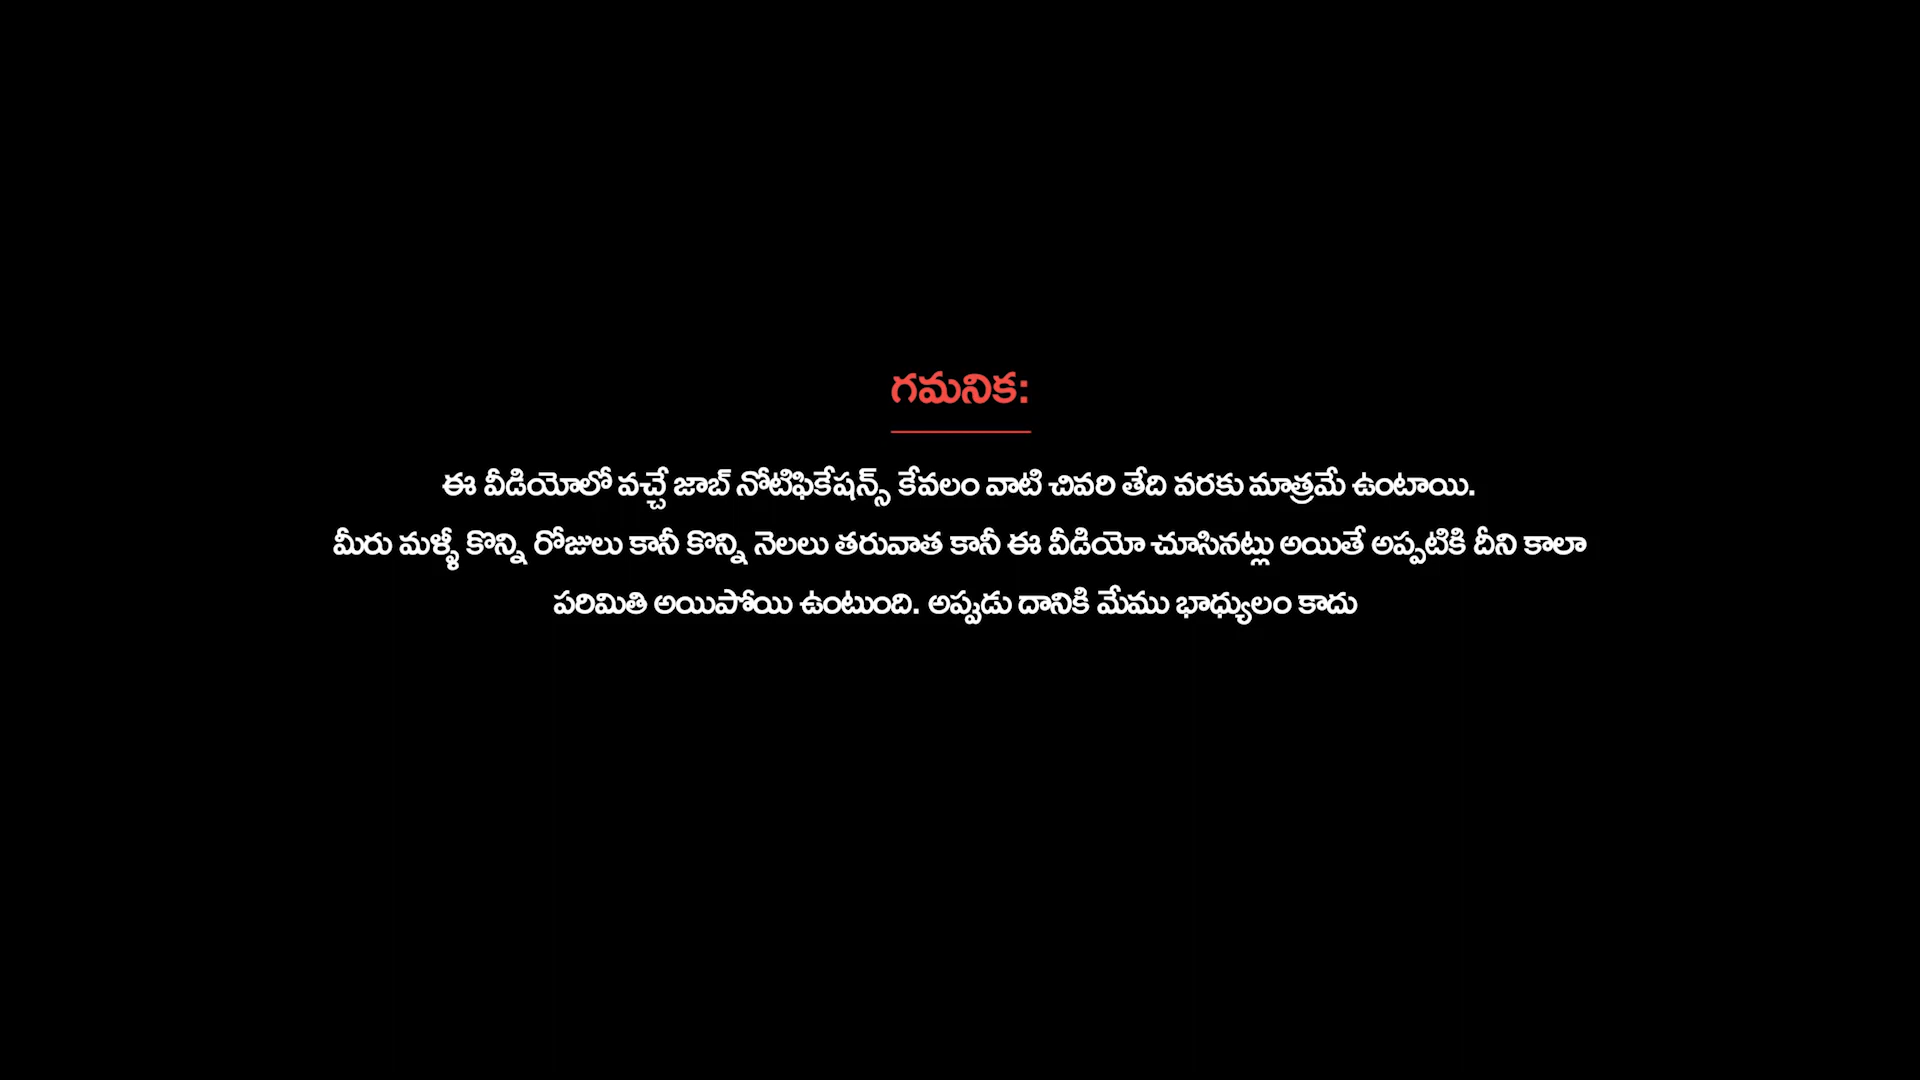 గమనిక:
ఈ వీడియోలో వచ్చే జాబ్ నోటిఫికేషన్స్ కేవలం వాటి చివరి తేది వరకు మాత్రమే ఉంటాయి.
మీరు మళ్ళీ కొన్ని రోజులు కానీ కొన్ని నెలలు తరువాత కానీ ఈ వీడియో చూసినట్లు అయితే అప్పటికి దీని కాలా
పరిమితి అయిపోయి ఉంటుంది. అప్పుడు దానికి మేము భాధ్యులం కాదు